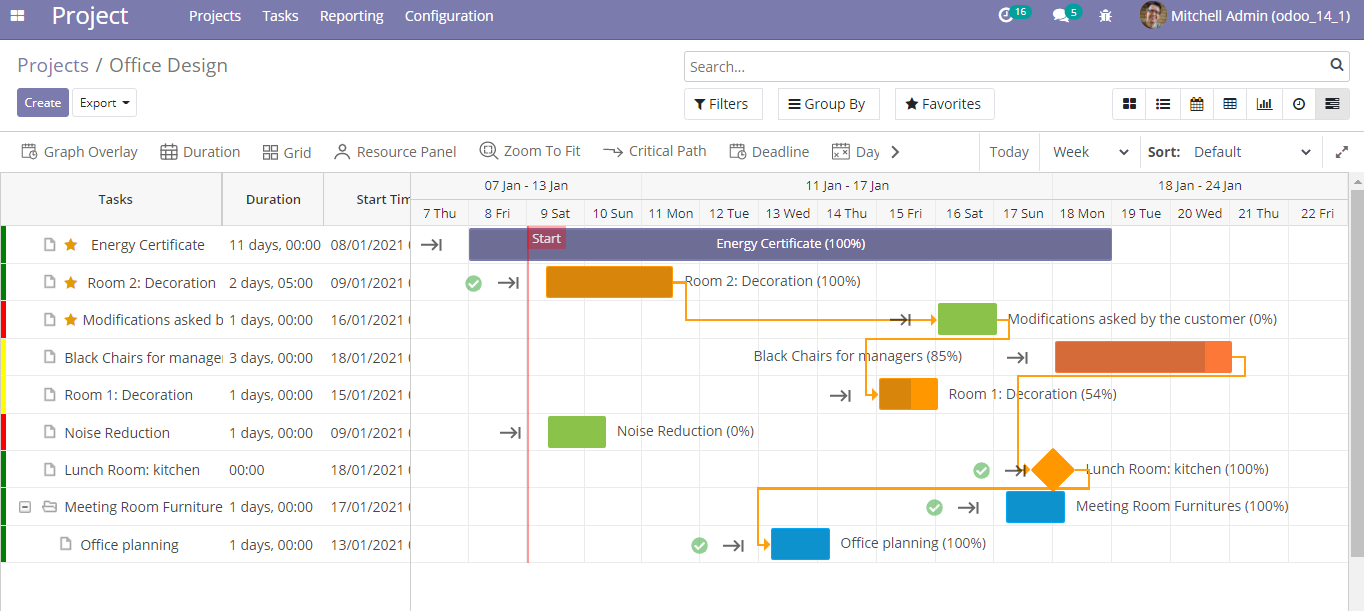 Project Projects Tasks Reporting Configuration 16 5 Mitchell Admin (odoo_14_1)
Projects / Office Design
Search...
Create Export Filters Group By Favorites
Graph Overlay Duration Grid Resource Panel Zoom To Fit Critical Path Deadline Day Today Week Sort: Default
Tasks Duration Start Tim
07 Jan - 13 Jan 11 Jan - 17 Jan 18 Jan - 24 Jan
7 Thu 8 Fri 9 Sat 10 Sun 11 Mon 12 Tue 13 Wed 14 Thu 15 Fri 16 Sat 17 Sun 18 Mon 19 Tue 20 Wed 21 Thu 22 Fri
Energy Certificate 11 days, 00:00 08/01/2021 Start Energy Certificate (100%)
Room 2: Decoration 2 days, 05:00 09/01/2021 Room 2: Decoration (100%)
Modifications asked b 1 days, 00:00 16/01/2021 Modifications asked by the customer (0%)
Black Chairs for manage 3 days, 00:00 18/01/2021 Black Chairs for managers (85%)
Room 1: Decoration 1 days, 00:00 15/01/2021 Room 1: Decoration (54%)
Noise Reduction 1 days, 00:00 09/01/2021 Noise Reduction (0%)
Lunch Room: kitchen 00:00 18/01/2021 Lunch Room: kitchen (100%)
Meeting Room Furniture 1 days, 00:00 17/01/2021 Meeting Room Furnitures (100%)
Office planning 1 days, 00:00 13/01/2021 Office planning (100%)